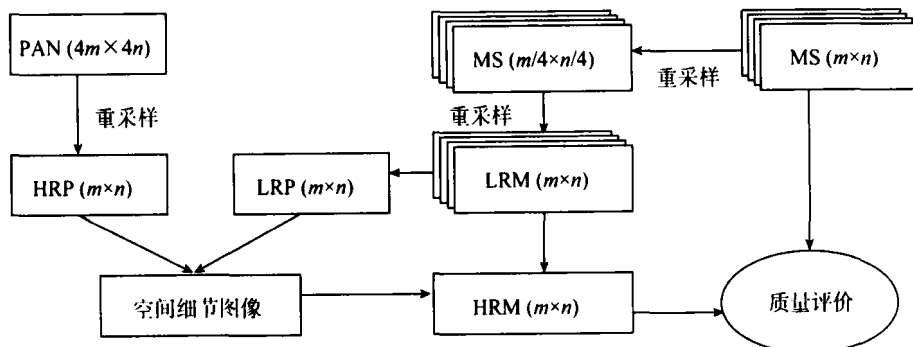 PAN (4m×4n)
MS (m/4×n/4)
MS (m×n)
重采样
重采样
重采样
HRP (m×n)
LRP (m×n)
LRM (m×n)
空间细节图像
HRM (m×n)
质量评价